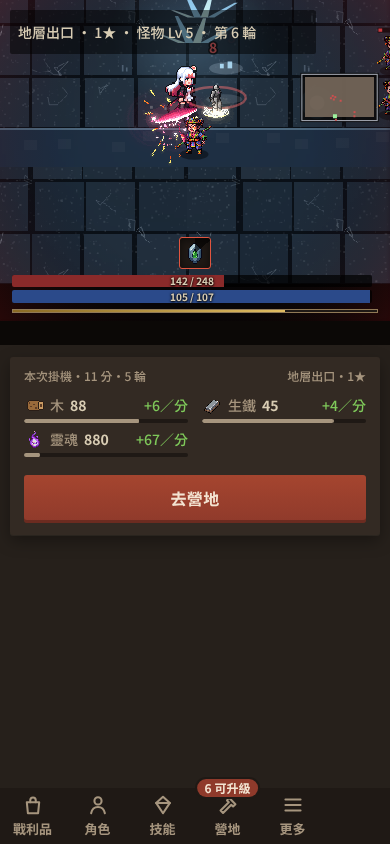 地層出口 • 1★ • 怪物 Lv 5 • 第 6 輪
8
142 / 248
105 / 107
本次掛機・11 分・5 輪
地層出口・1★
木 88 +6／分
生鐵 45 +4／分
靈魂 880 +67／分
去營地
6 可升級
戰利品 角色 技能 營地 更多